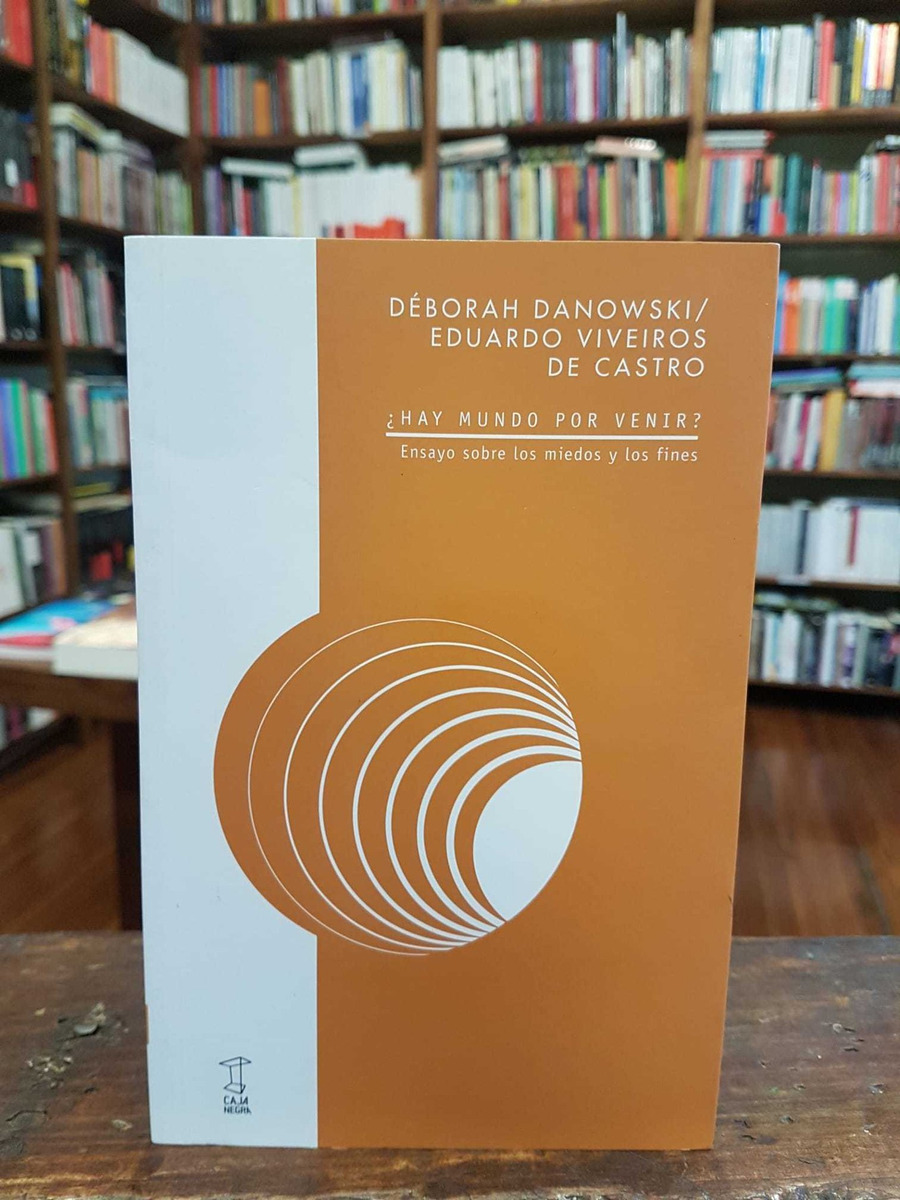 DÉBORAH DANOWSKI/
EDUARDO VIVEIROS
DE CASTRO
¿HAY MUNDO POR VENIR?
Ensayo sobre los miedos y los fines
CAJA
NEGRA